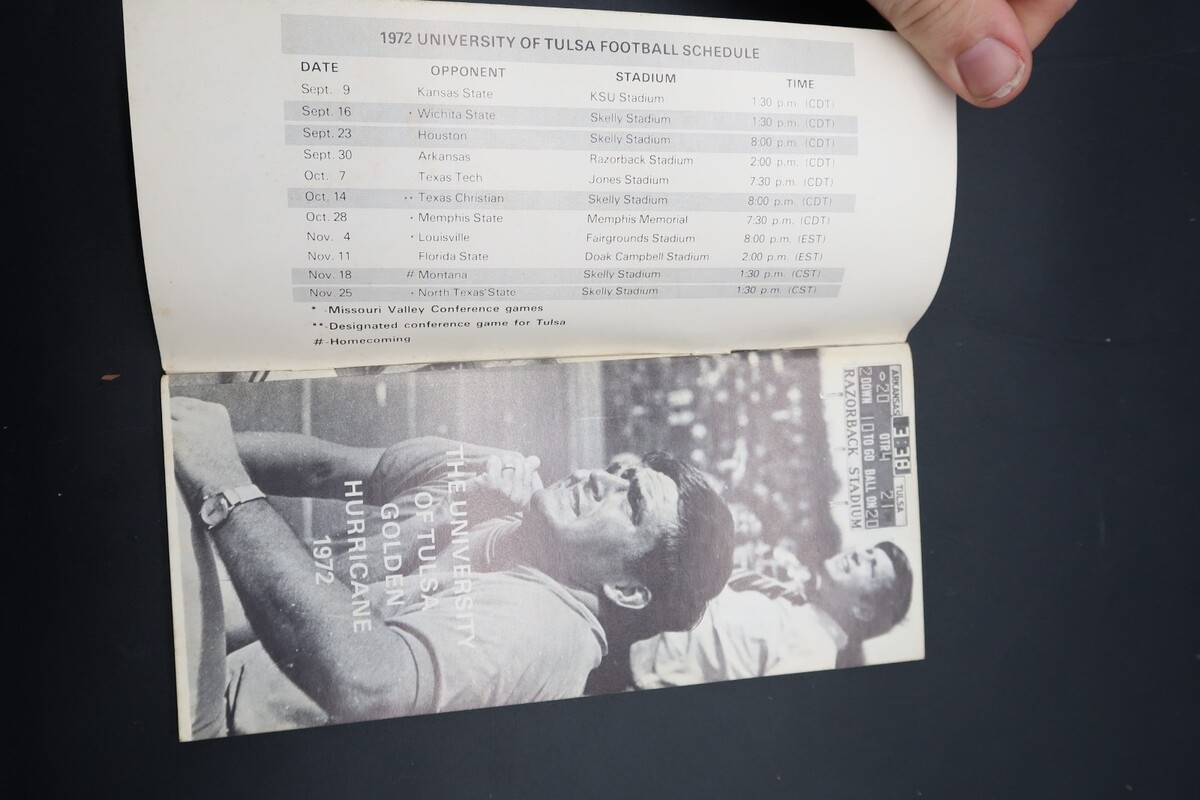 1972 UNIVERSITY OF TULSA FOOTBALL SCHEDULE
DATE OPPONENT STADIUM TIME
Sept. 9 Kansas State KSU Stadium 1:30 p.m. (CDT)
Sept. 16 * Wichita State Skelly Stadium 1:30 p.m. (CDT)
Sept. 23 Houston Skelly Stadium 8:00 p.m. (CDT)
Sept. 30 Arkansas Razorback Stadium 2:00 p.m. (CDT)
Oct. 7 Texas Tech Jones Stadium 7:30 p.m. (CDT)
Oct. 14 ** Texas Christian Skelly Stadium 8:00 p.m. (CDT)
Oct. 28 * Memphis State Memphis Memorial 7:30 p.m. (CDT)
Nov. 4 * Louisville Fairgrounds Stadium 8:00 p.m. (EST)
Nov. 11 Florida State Doak Campbell Stadium 2:00 p.m. (EST)
Nov. 18 # Montana Skelly Stadium 1:30 p.m. (CST)
Nov. 25 * North Texas State Skelly Stadium 1:30 p.m. (CST)
* -Missouri Valley Conference games
**-Designated conference game for Tulsa
#-Homecoming
ARKANSAS 3:38 TULSA
20 QTR 4 21
2 DOWN 10 TO GO BALL ON 20
RAZORBACK STADIUM
THE UNIVERSITY
OF TULSA
GOLDEN
HURRICANE
1972